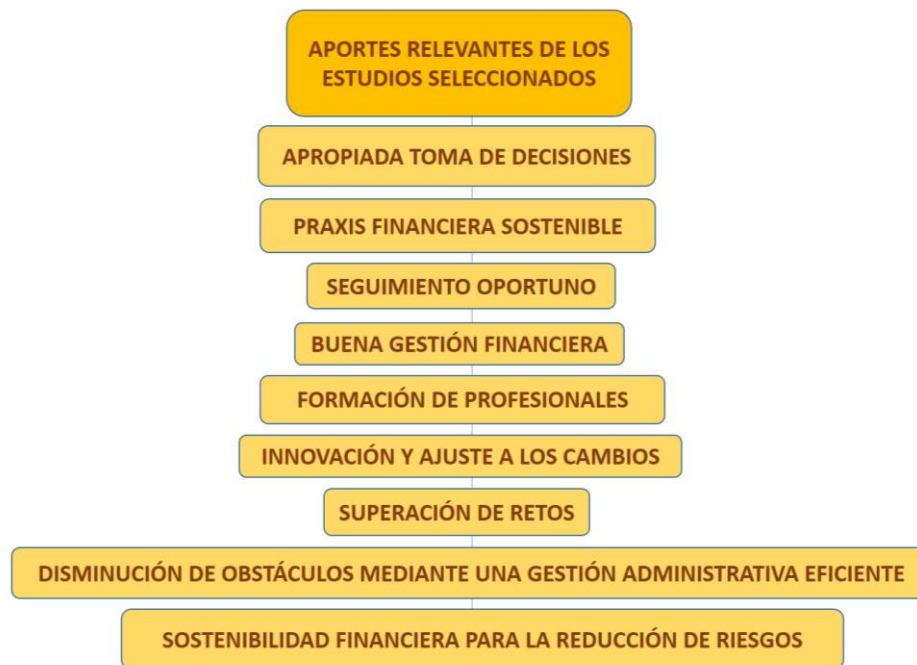 APORTES RELEVANTES DE LOS
ESTUDIOS SELECCIONADOS
APROPIADA TOMA DE DECISIONES
PRAXIS FINANCIERA SOSTENIBLE
SEGUIMIENTO OPORTUNO
BUENA GESTIÓN FINANCIERA
FORMACIÓN DE PROFESIONALES
INNOVACIÓN Y AJUSTE A LOS CAMBIOS
SUPERACIÓN DE RETOS
DISMINUCIÓN DE OBSTÁCULOS MEDIANTE UNA GESTIÓN ADMINISTRATIVA EFICIENTE
SOSTENIBILIDAD FINANCIERA PARA LA REDUCCIÓN DE RIESGOS